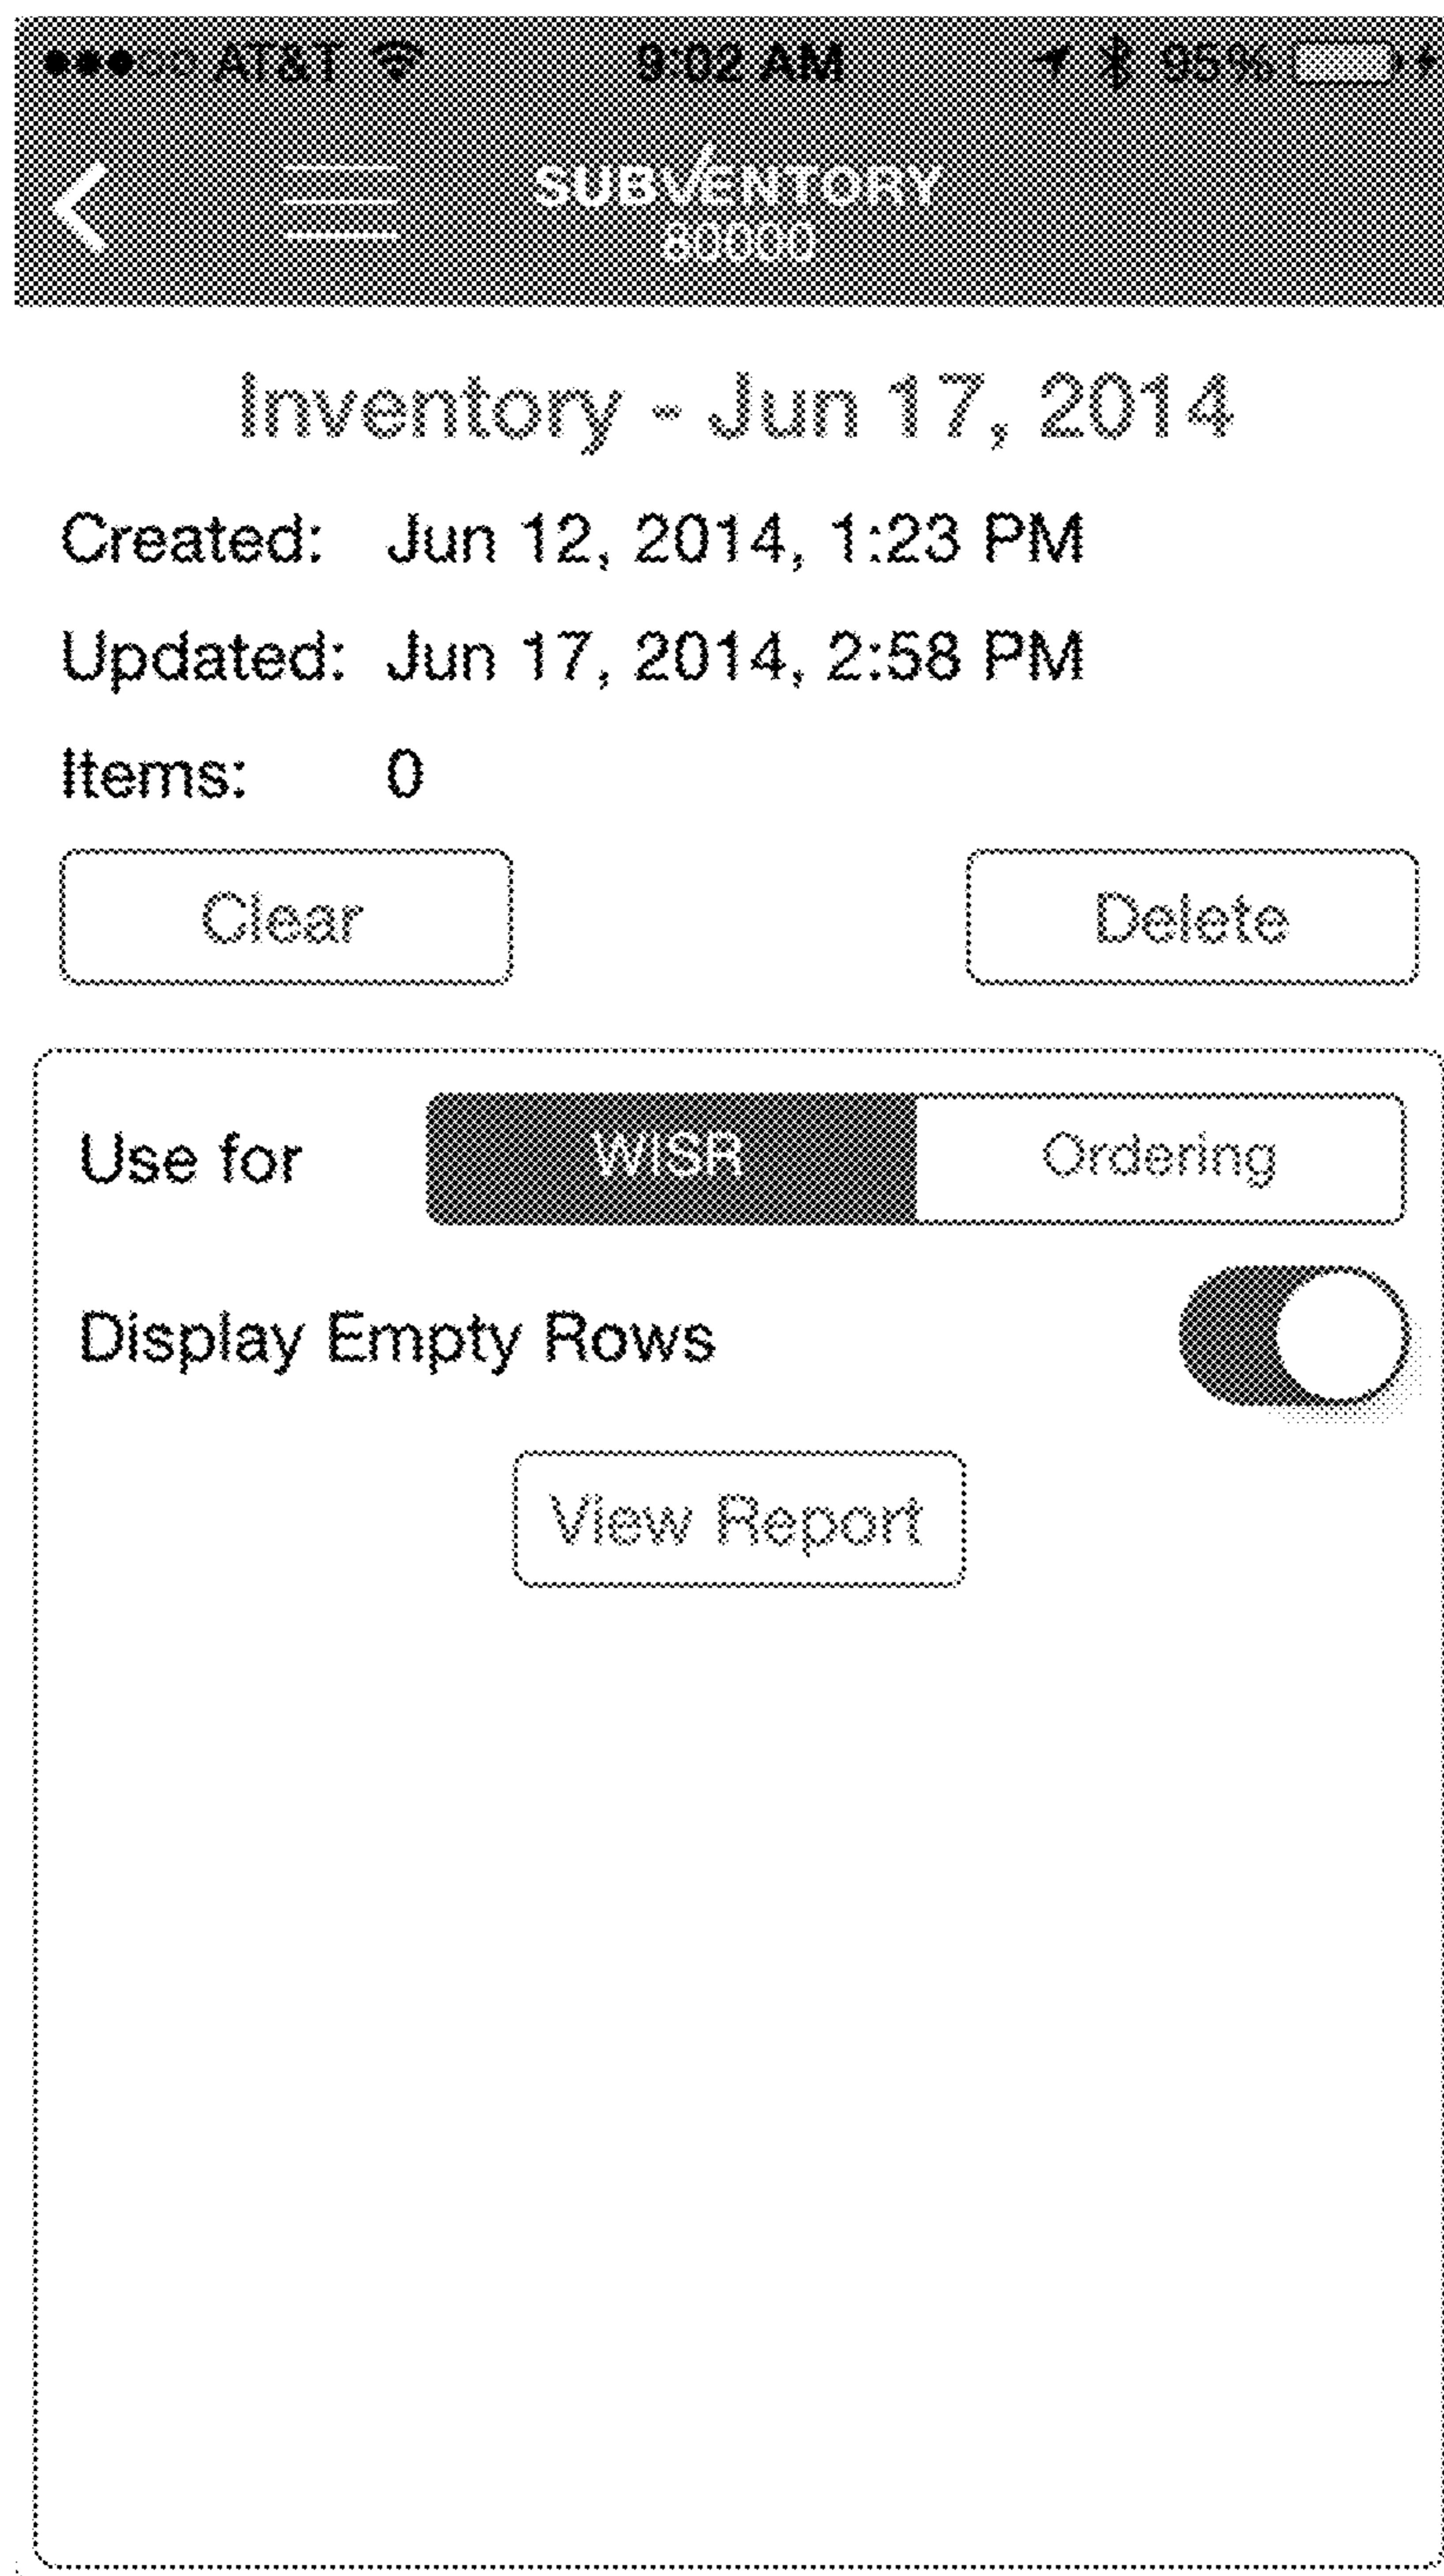 AT&T 9:02 AM 95%
SUBVENTORY
80000
Inventory - Jun 17, 2014
Created: Jun 12, 2014, 1:23 PM
Updated: Jun 17, 2014, 2:58 PM
Items: 0
Clear Delete
Use for WISR Ordering
Display Empty Rows
View Report